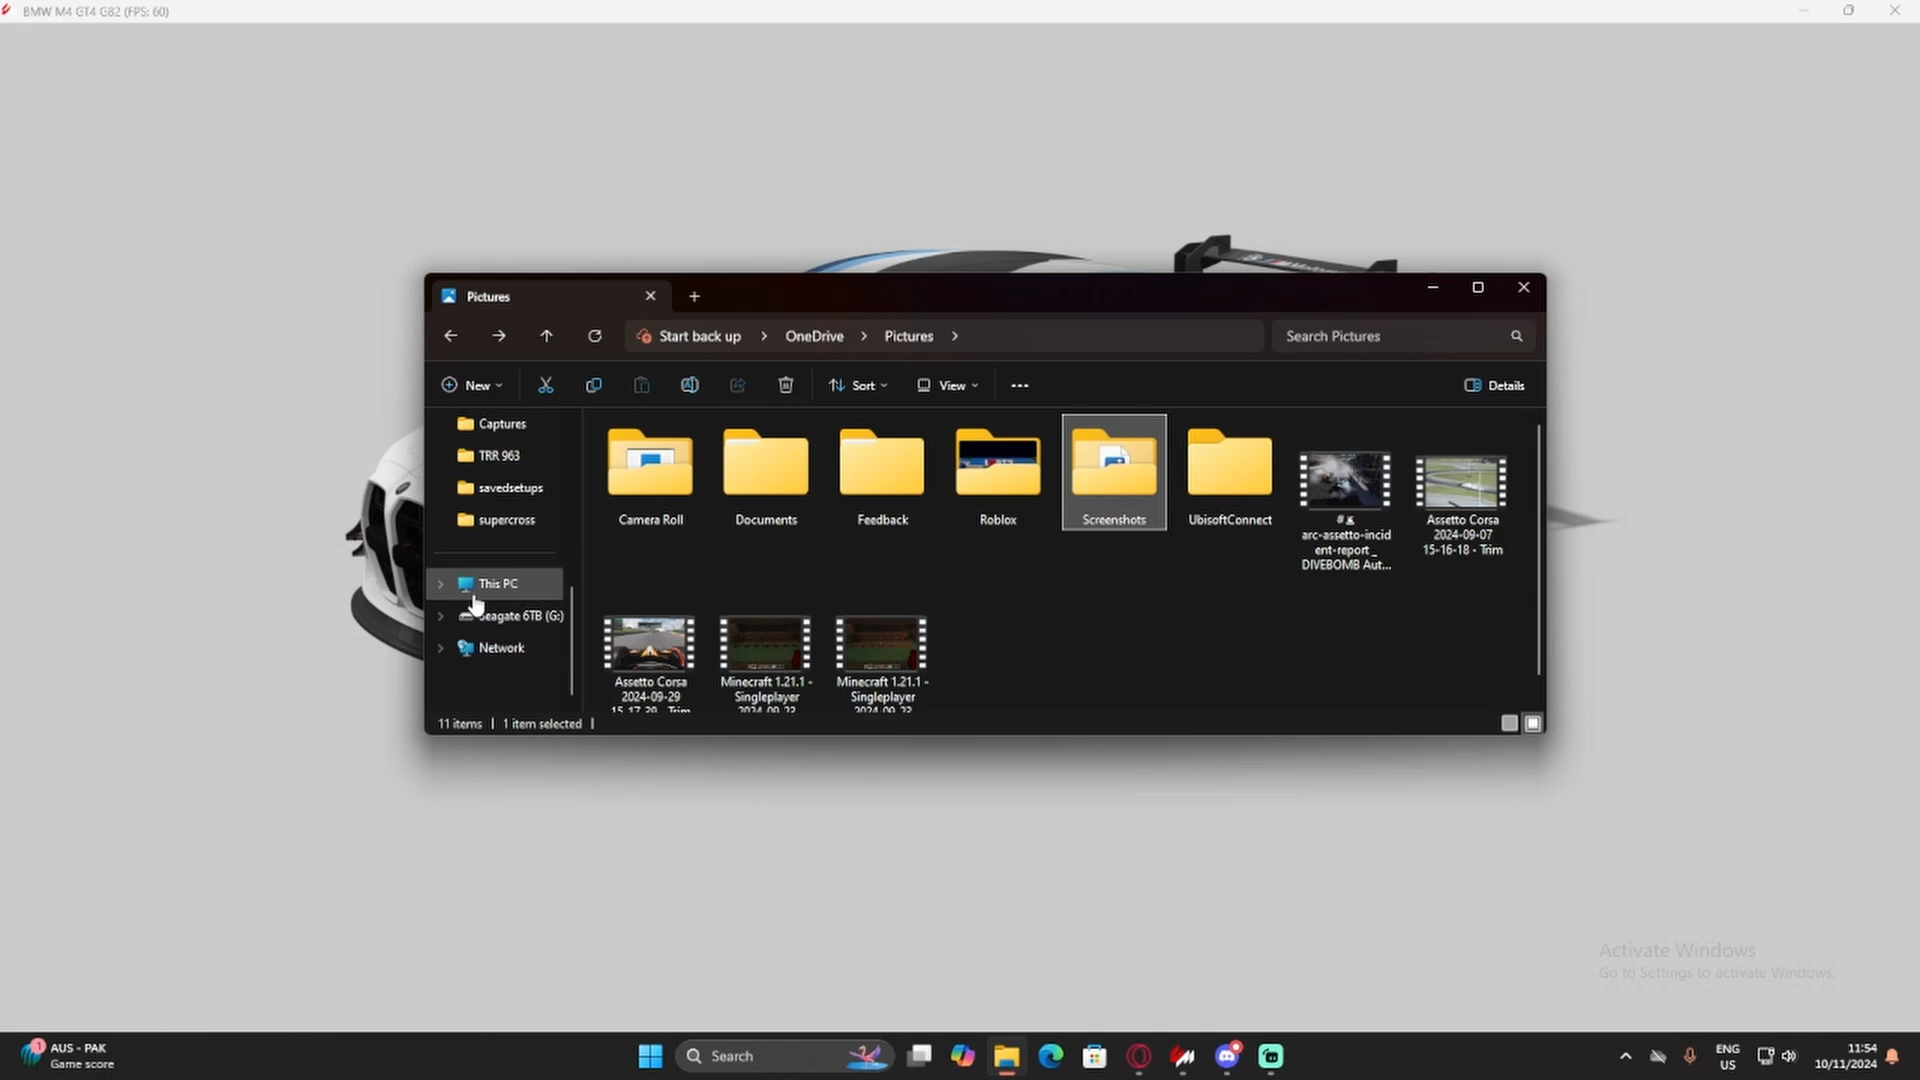 BMW M4 GT4 G82 (FPS: 60)
Pictures
Start back up > OneDrive > Pictures >
Search Pictures
New
Sort
View
Details
Captures
TRR 963
savedsetups
supercross
This PC
Seagate 6TB (G:)
Network
Camera Roll
Documents
Feedback
Roblox
Screenshots
UbisoftConnect
arc-assetto-incid
ent-report _
DIVEBOMB Aut...
Assetto Corsa
2024-09-07
15-16-18 - Trim
Assetto Corsa
2024-09-29
15-17-39 - Trim
Minecraft 1.21.1 -
Singleplayer
2024-09-23
Minecraft 1.21.1 -
Singleplayer
2024-09-23
11 items | 1 item selected |
Activate Windows
Go to Settings to activate Windows.
1
AUS - PAK
Game score
Search
ENG
US
11:54
10/11/2024